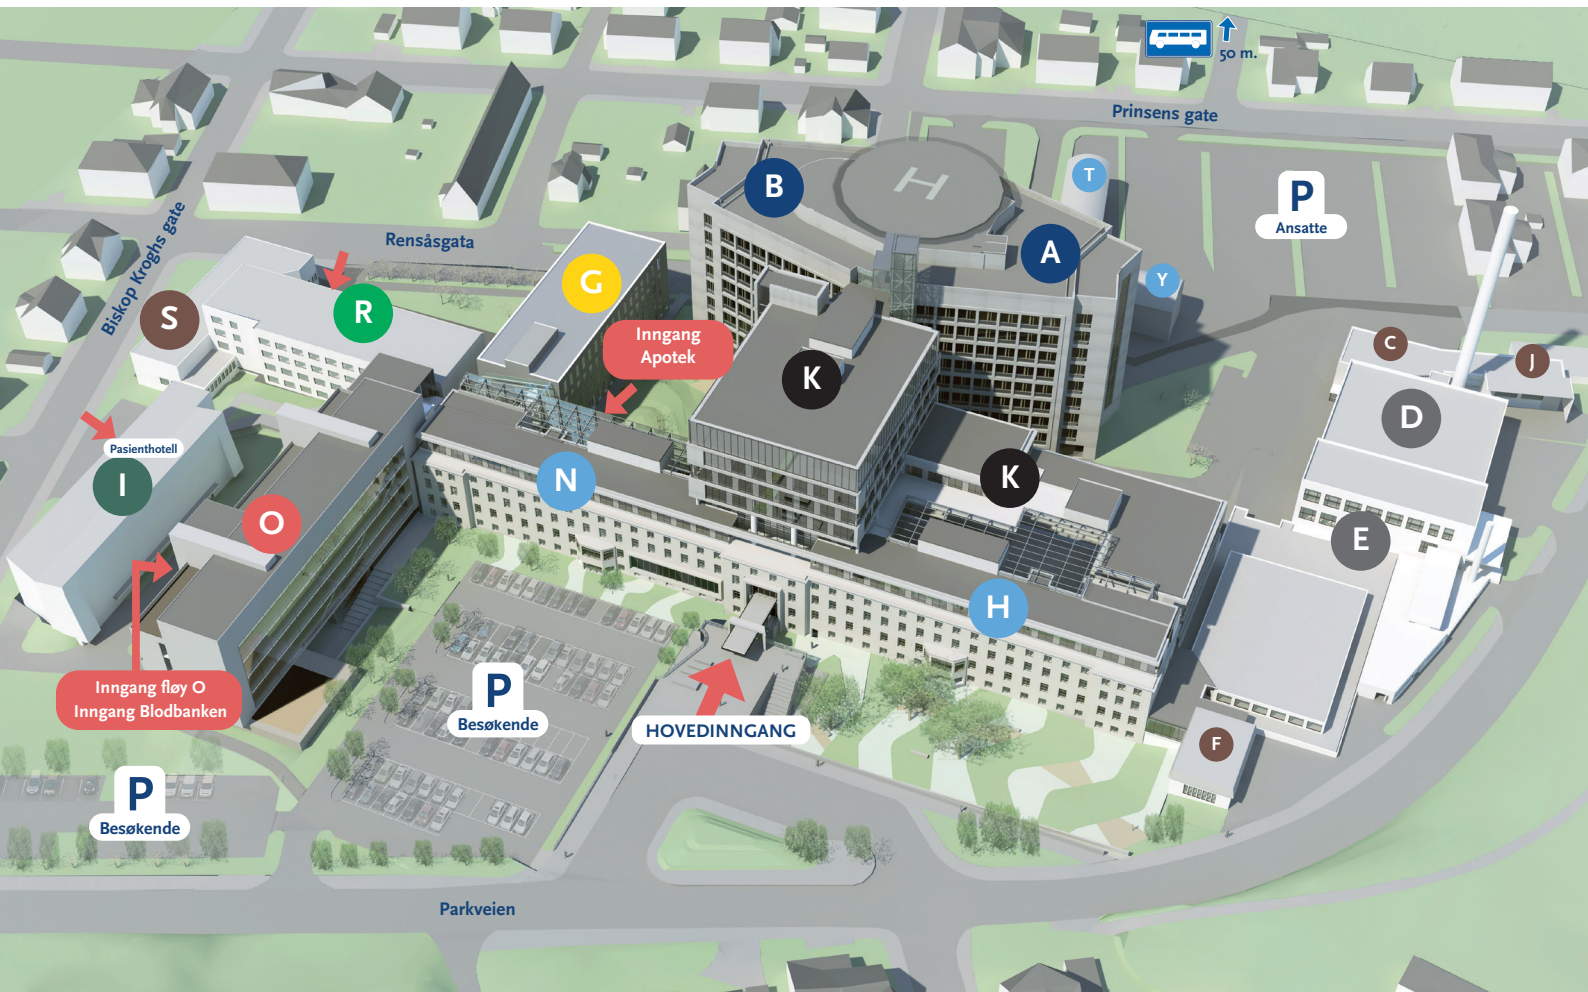 50 m.
Prinsens gate
B
H
T
P
Ansatte
A
Biskop Kroghs gate
Rensåsgata
G
Y
S
R
Inngang
Apotek
C
J
K
D
Pasienthotell
I
N
K
O
E
H
Inngang fløy O
Inngang Blodbanken
P
Besøkende
HOVEDINNGANG
F
P
Besøkende
Parkveien